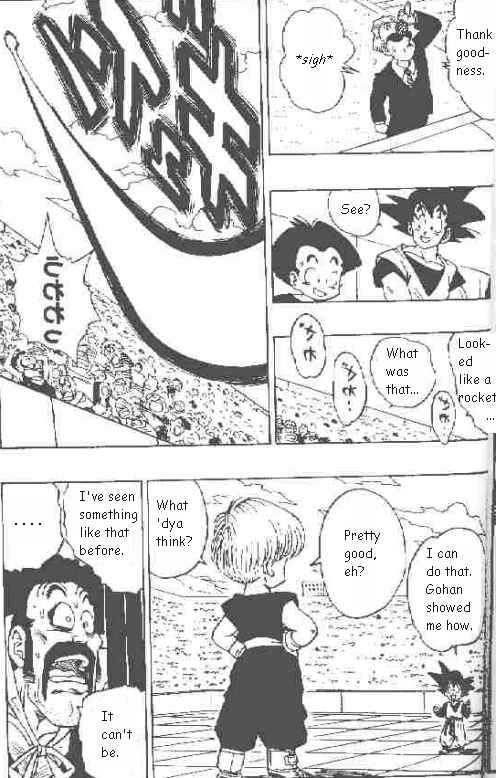 *sigh*
Thank
good-
ness.
See?
What
was
that...
Look-
ed
like a
rocket
...
....
I've seen
something
like that
before.
It
can't
be.
What
'dya
think?
Pretty
good,
eh?
I can
do that.
Gohan
showed
me how.